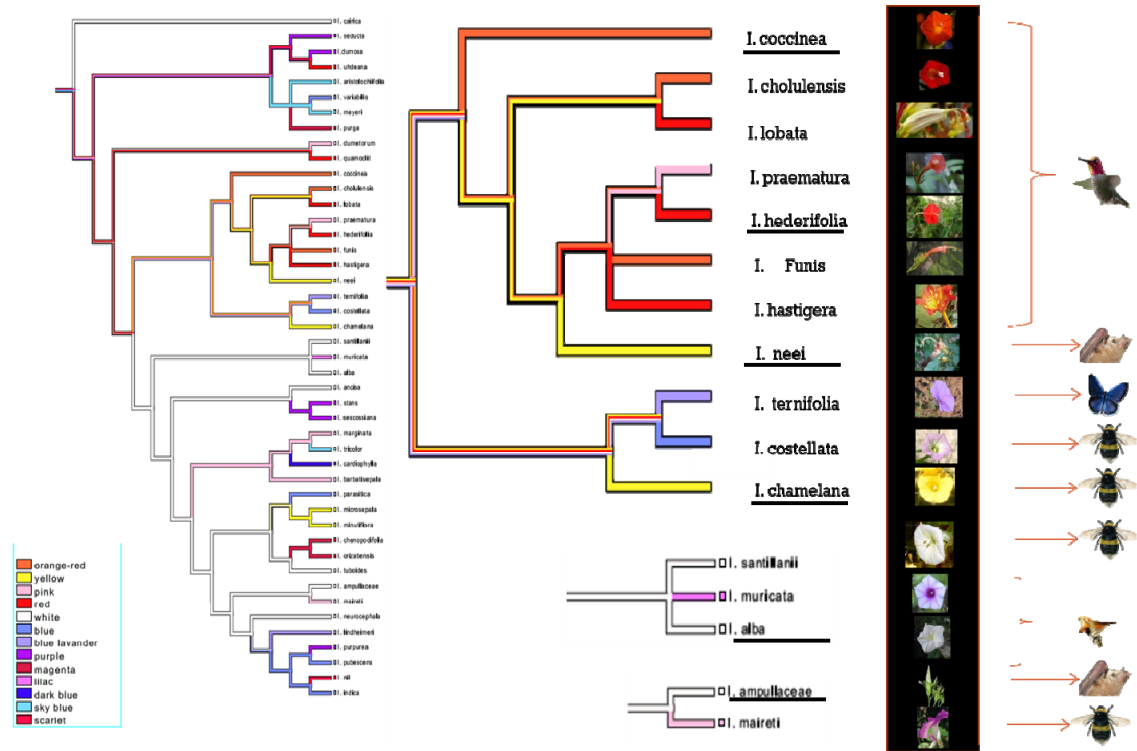 I. cairica
I. seducta
I. dumosa
I. uhdeana
I. aristolochiifolia
I. variabilis
I. meyeri
I. purga
I. dumetorum
I. quamoclit
I. coccinea
I. cholulensis
I. lobata
I. praematura
I. hederifolia
I. funis
I. hastigera
I. neei
I. ternifolia
I. costellata
I. chamelana
I. santillanii
I. muricata
I. alba
I. ancisa
I. stans
I. sescossiana
I. marginata
I. tricolor
I. cardiophylla
I. barbatisepala
I. parasitica
I. microsepala
I. minutiflora
I. chenopodifolia
I. orizabensis
I. tuboides
I. ampullaceae
I. maireti
I. neurocephala
I. lindheimeri
I. purpurea
I. pubescens
I. nil
I. indica
orange-red
yellow
pink
red
white
blue
blue lavander
purple
magenta
lilac
dark blue
sky blue
scarlet
I. coccinea
I. cholulensis
I. lobata
I. praematura
I. hederifolia
I. Funis
I. hastigera
I. neei
I. ternifolia
I. costellata
I. chamelana
I. santillanii
I. muricata
I. alba
I. ampullaceae
I. maireti